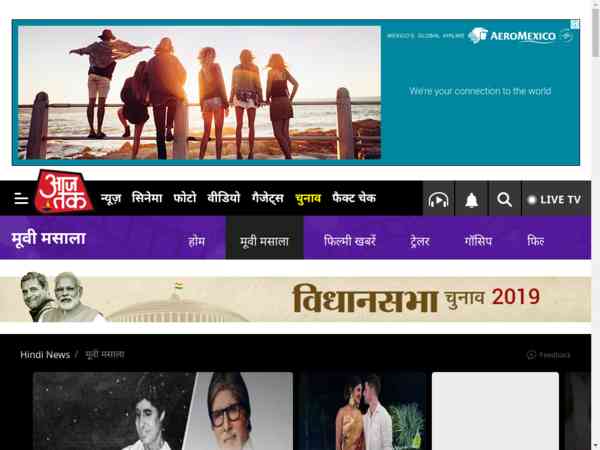 MEXICO'S GLOBAL AIRLINE AEROMEXICO
We're your connection to the world
आज तक
न्यूज़ सिनेमा फोटो वीडियो गैजेट्स चुनाव फैक्ट चेक LIVE TV
मूवी मसाला होम मूवी मसाला फिल्मी खबरें ट्रेलर गॉसिप
विधानसभा चुनाव 2019
Hindi News / मूवी मसाला Feedback